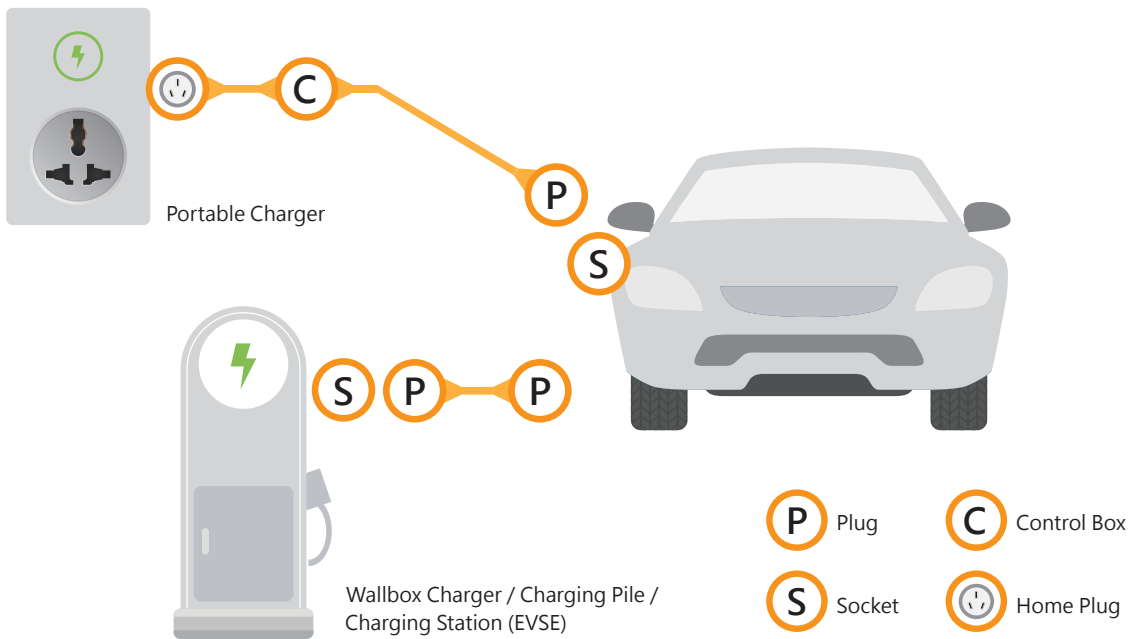 C
P
Portable Charger
S
S P P
P Plug
C Control Box
Wallbox Charger / Charging Pile /
Charging Station (EVSE)
S Socket
Home Plug